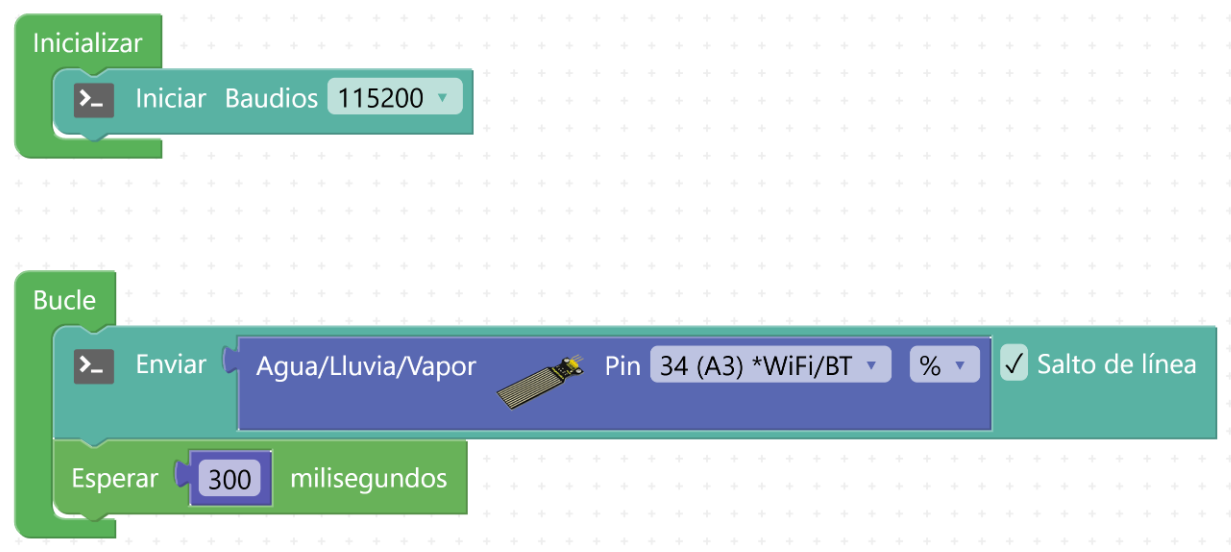 Inicializar
>_ Iniciar Baudios 115200
Bucle
>_ Enviar Agua/Lluvia/Vapor Pin 34 (A3) *WiFi/BT % ✓ Salto de línea
Esperar 300 milisegundos